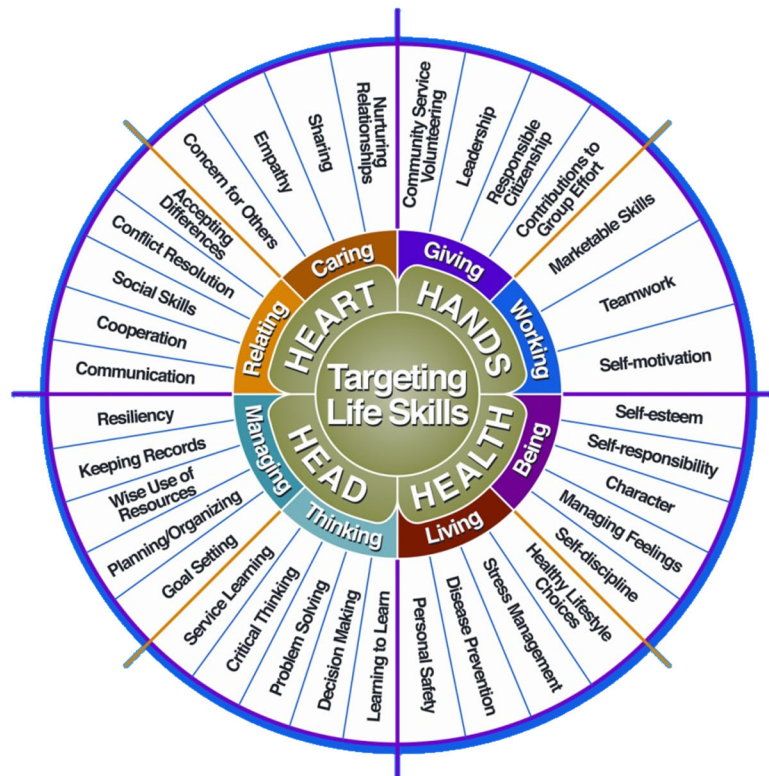 Targeting
Life Skills
HEART
HANDS
HEALTH
HEAD
Caring
Giving
Working
Being
Living
Thinking
Managing
Relating
Nurturing
Relationships
Sharing
Empathy
Concern for Others
Community Service
Volunteering
Leadership
Responsible
Citizenship
Contributions to
Group Effort
Marketable Skills
Teamwork
Self-motivation
Self-esteem
Self-responsibility
Character
Managing Feelings
Self-discipline
Healthy Lifestyle
Choices
Stress Management
Disease Prevention
Personal Safety
Learning to Learn
Decision Making
Problem Solving
Critical Thinking
Service Learning
Goal Setting
Planning/Organizing
Wise Use of
Resources
Keeping Records
Resiliency
Communication
Cooperation
Social Skills
Conflict Resolution
Accepting
Differences